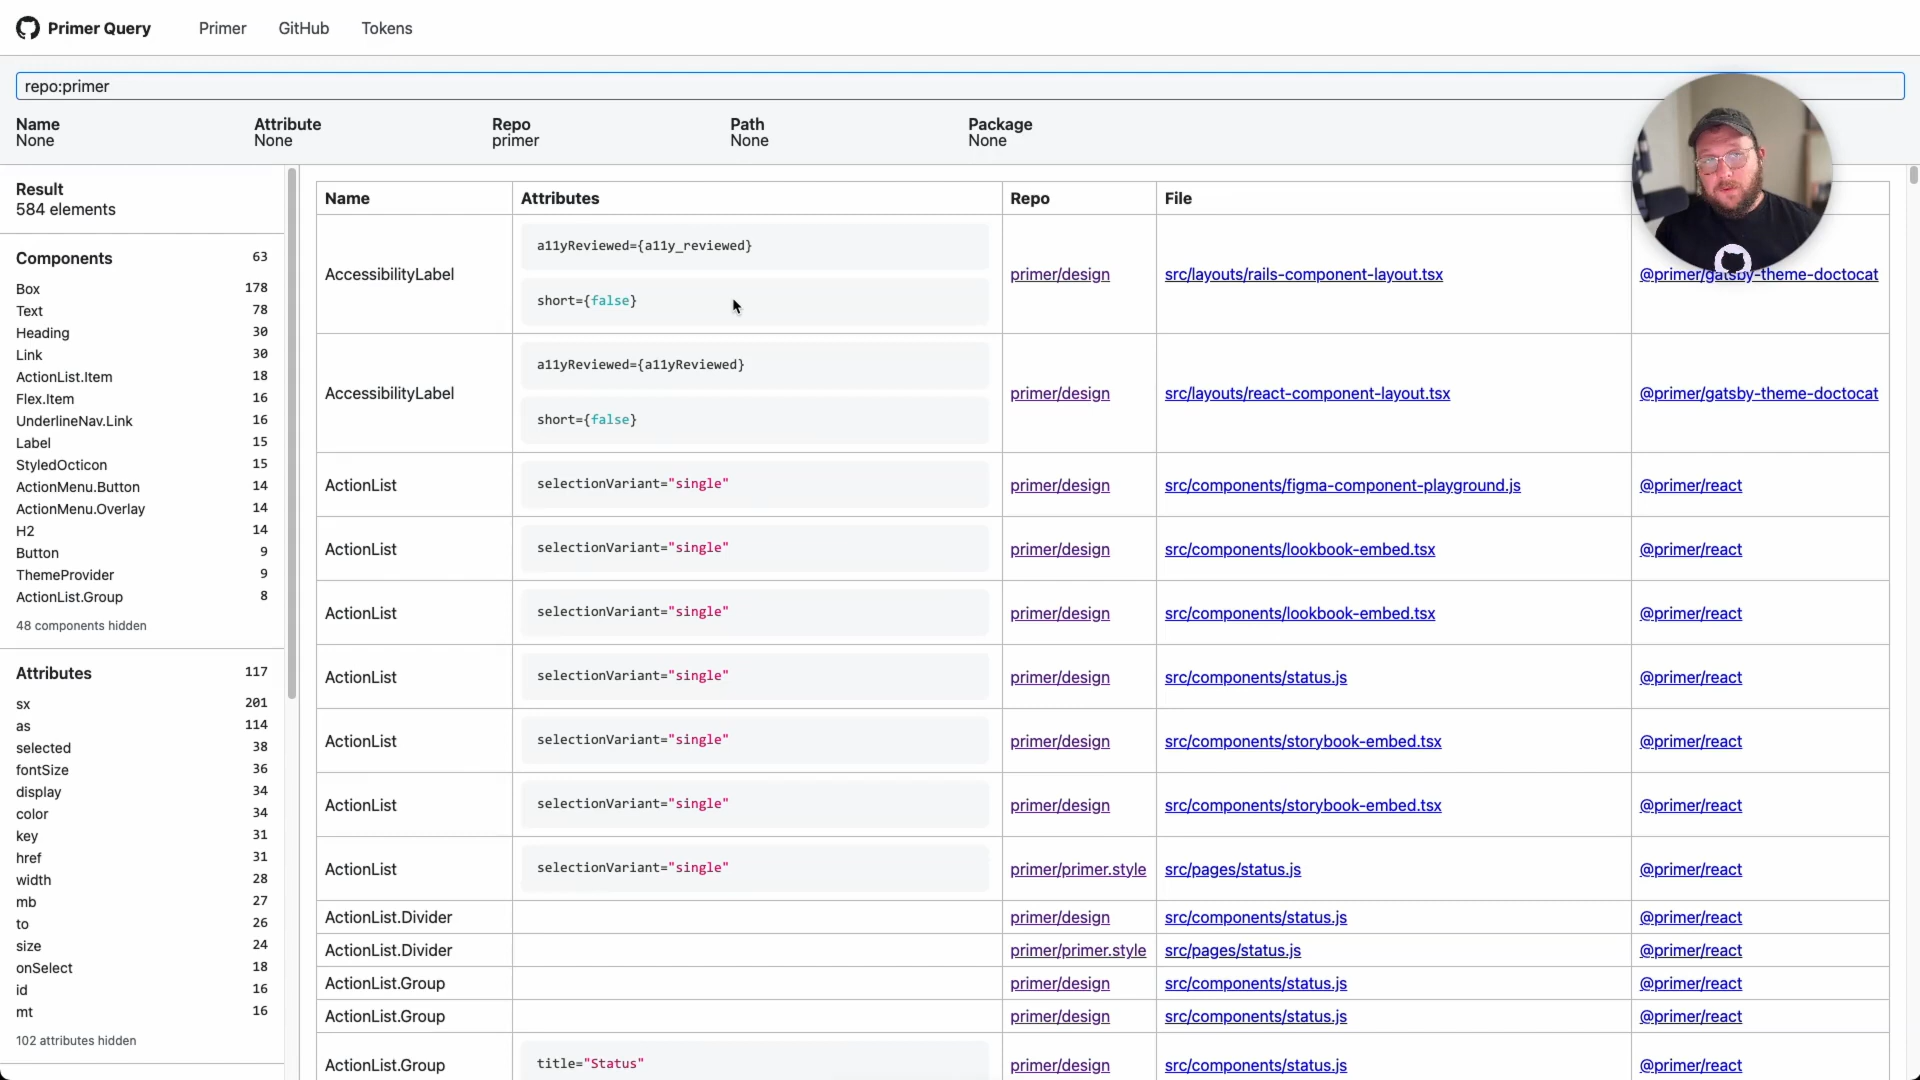 Primer Query Primer GitHub Tokens
repo:primer
Name Attribute Repo Path Package
None None primer None None
Result
584 elements
Components 63
Box 178
Text 78
Heading 30
Link 30
ActionList.Item 18
Flex.Item 16
UnderlineNav.Link 16
Label 15
StyledOcticon 15
ActionMenu.Button 14
ActionMenu.Overlay 14
H2 14
Button 9
ThemeProvider 9
ActionList.Group 8
48 components hidden
Attributes 117
sx 201
as 114
selected 38
fontSize 36
display 34
color 34
key 31
href 31
width 28
mb 27
to 26
size 24
onSelect 18
id 16
mt 16
102 attributes hidden
Name Attributes Repo File
a11yReviewed={a11y_reviewed}
AccessibilityLabel primer/design src/layouts/rails-component-layout.tsx @primer/gatsby-theme-doctocat
short={false}
a11yReviewed={a11yReviewed}
AccessibilityLabel primer/design src/layouts/react-component-layout.tsx @primer/gatsby-theme-doctocat
short={false}
ActionList selectionVariant="single" primer/design src/components/figma-component-playground.js @primer/react
ActionList selectionVariant="single" primer/design src/components/lookbook-embed.tsx @primer/react
ActionList selectionVariant="single" primer/design src/components/lookbook-embed.tsx @primer/react
ActionList selectionVariant="single" primer/design src/components/status.js @primer/react
ActionList selectionVariant="single" primer/design src/components/storybook-embed.tsx @primer/react
ActionList selectionVariant="single" primer/design src/components/storybook-embed.tsx @primer/react
ActionList selectionVariant="single" primer/primer.style src/pages/status.js @primer/react
ActionList.Divider primer/design src/components/status.js @primer/react
ActionList.Divider primer/primer.style src/pages/status.js @primer/react
ActionList.Group primer/design src/components/status.js @primer/react
ActionList.Group primer/design src/components/status.js @primer/react
ActionList.Group title="Status" primer/design src/components/status.js @primer/react